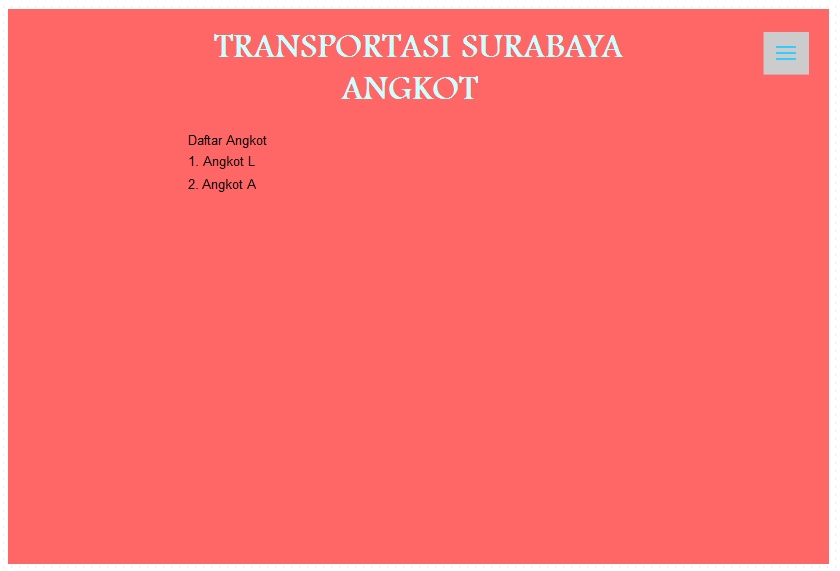 TRANSPORTASI SURABAYA
ANGKOT
Daftar Angkot
1. Angkot L
2. Angkot A